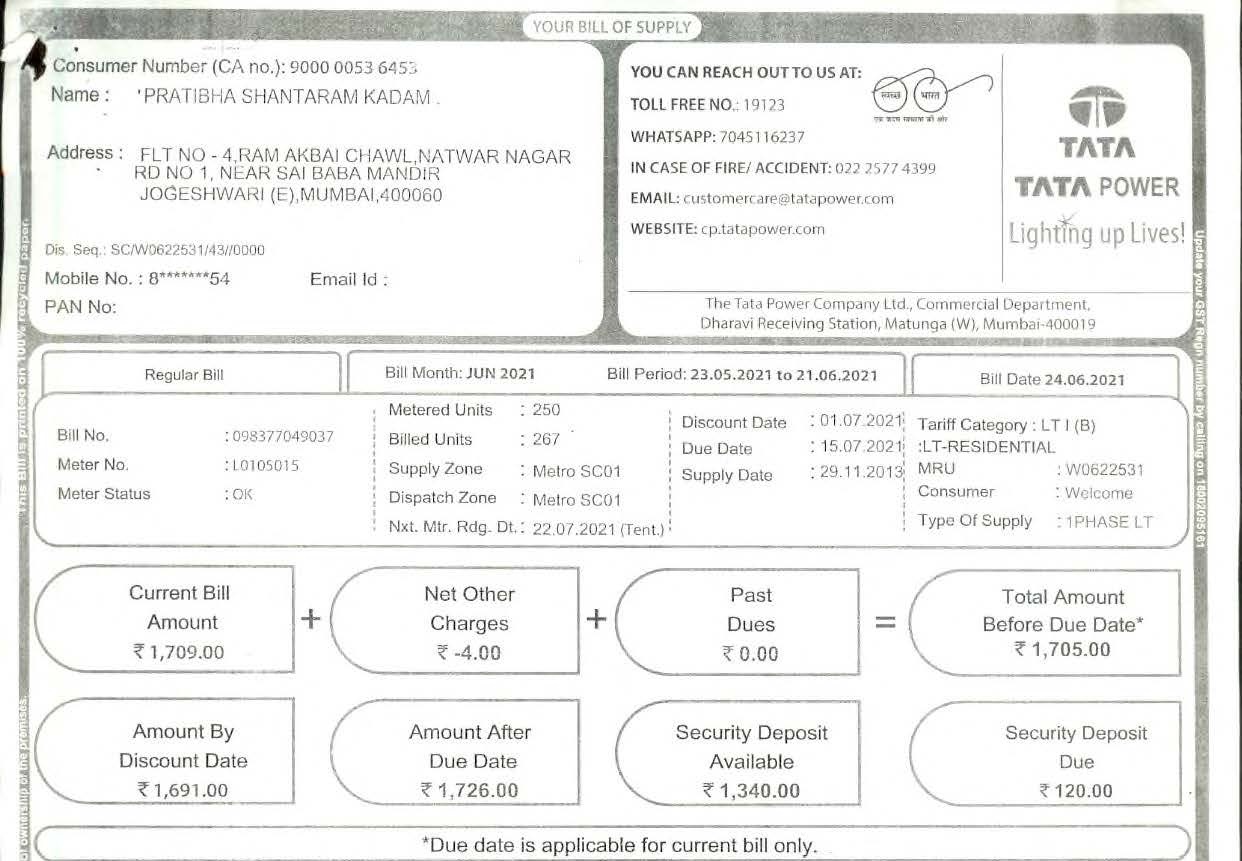 YOUR BILL OF SUPPLY
Consumer Number (CA no.): 9000 0053 6453
Name : PRATIBHA SHANTARAM KADAM .
Address : FLT NO - 4,RAM AKBAI CHAWL,NATWAR NAGAR
RD NO 1, NEAR SAI BABA MANDIR
JOGESHWARI (E),MUMBAI,400060
Dis. Seq.: SC/W0622531/43//0000
Mobile No. : 8*******54 Email Id :
PAN No:
YOU CAN REACH OUT TO US AT:
TOLL FREE NO.: 19123
WHATSAPP: 7045116237
IN CASE OF FIRE/ ACCIDENT: 022 2577 4399
EMAIL: customercare@tatapower.com
WEBSITE: cp.tatapower.com
स्वच्छ भारत
एक कदम स्वच्छता की ओर
TATA
TATA POWER
Lighting up Lives!
The Tata Power Company Ltd., Commercial Department,
Dharavi Receiving Station, Matunga (W), Mumbai-400019
This Bill is printed on 100% recycled paper.
Update your GST Regn number by calling on 18002095161
Regular Bill
Bill Month: JUN 2021 Bill Period: 23.05.2021 to 21.06.2021
Bill Date 24.06.2021
Bill No. : 098377049037
Meter No. : L0105015
Meter Status : OK
Metered Units : 250
Billed Units : 267
Supply Zone : Metro SC01
Dispatch Zone : Metro SC01
Nxt. Mtr. Rdg. Dt. : 22.07.2021 (Tent.)
Discount Date : 01.07.2021
Due Date : 15.07.2021
Supply Date : 29.11.2013
Tariff Category : LT I (B)
:LT-RESIDENTIAL
MRU : W0622531
Consumer : Welcome
Type Of Supply : 1PHASE LT
Current Bill
Amount
₹ 1,709.00
+
Net Other
Charges
₹ -4.00
+
Past
Dues
₹ 0.00
=
Total Amount
Before Due Date*
₹ 1,705.00
Amount By
Discount Date
₹ 1,691.00
Amount After
Due Date
₹ 1,726.00
Security Deposit
Available
₹ 1,340.00
Security Deposit
Due
₹ 120.00
ownership of the premises.
*Due date is applicable for current bill only.